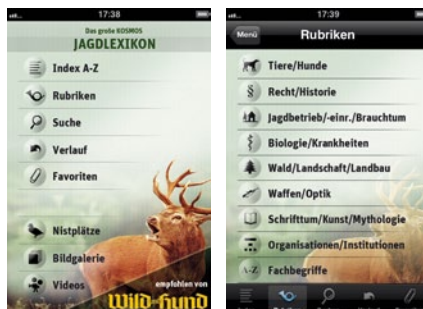 17:38
Das große KOSMOS
JAGDLEXIKON
Index A-Z
Rubriken
Suche
Verlauf
Favoriten
Nistplätze
Bildgalerie
Videos
empfohlen von
Wild und Hund
17:39
Menü
Rubriken
Tiere/Hunde
§
Recht/Historie
Jagdbetrieb/-einr./Brauchtum
Biologie/Krankheiten
Wald/Landschaft/Landbau
Waffen/Optik
Schrifttum/Kunst/Mythologie
Organisationen/Institutionen
A-Z
Fachbegriffe